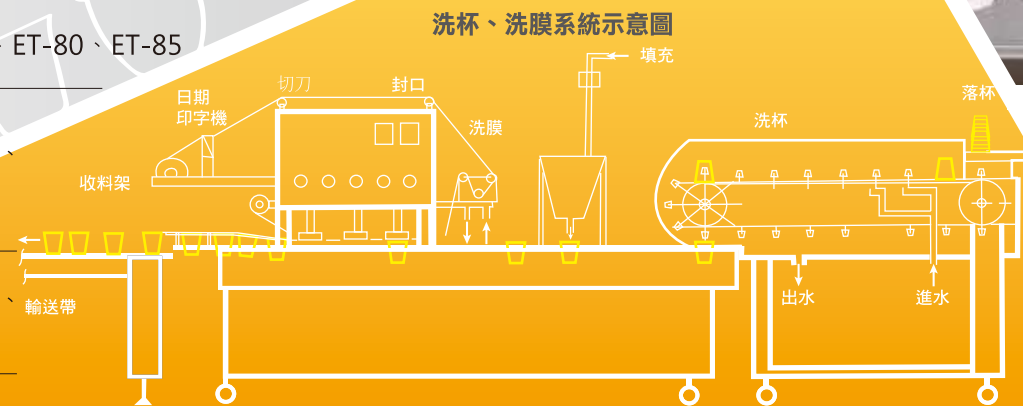 洗杯、洗膜系統示意圖
、ET-80、ET-85
填充
切刀
封口
落杯
日期
印字機
洗杯
洗膜
收料架
、
、
輸送帶
出水
進水